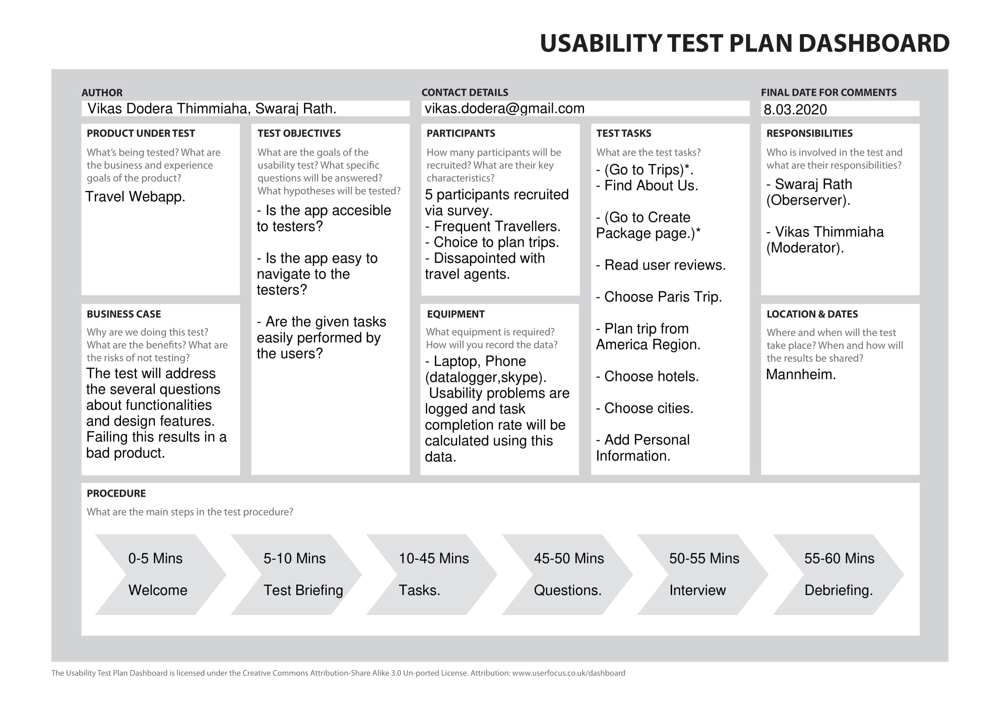 USABILITY TEST PLAN DASHBOARD
AUTHOR
Vikas Dodera Thimmiaha, Swaraj Rath.
CONTACT DETAILS
vikas.dodera@gmail.com
FINAL DATE FOR COMMENTS
8.03.2020
PRODUCT UNDER TEST
What's being tested? What are
the business and experience
goals of the product?
Travel Webapp.
BUSINESS CASE
Why are we doing this test?
What are the benefits? What are
the risks of not testing?
The test will address
the several questions
about functionalities
and design features.
Failing this results in a
bad product.
TEST OBJECTIVES
What are the goals of the
usability test? What specific
questions will be answered?
What hypotheses will be tested?
- Is the app accesible
to testers?
- Is the app easy to
navigate to the
testers?
- Are the given tasks
easily performed by
the users?
PARTICIPANTS
How many participants will be
recruited? What are their key
characteristics?
5 participants recruited
via survey.
- Frequent Travellers.
- Choice to plan trips.
- Dissapointed with
travel agents.
EQUIPMENT
What equipment is required?
How will you record the data?
- Laptop, Phone
(datalogger,skype).
Usability problems are
logged and task
completion rate will be
calculated using this
data.
TEST TASKS
What are the test tasks?
- (Go to Trips)*.
- Find About Us.
- (Go to Create
Package page.)*
- Read user reviews.
- Choose Paris Trip.
- Plan trip from
America Region.
- Choose hotels.
- Choose cities.
- Add Personal
Information.
RESPONSIBILITIES
Who is involved in the test and
what are their responsibilities?
- Swaraj Rath
(Oberserver).
- Vikas Thimmiaha
(Moderator).
LOCATION & DATES
Where and when will the test
take place? When and how will
the results be shared?
Mannheim.
PROCEDURE
What are the main steps in the test procedure?
0-5 Mins
Welcome
5-10 Mins
Test Briefing
10-45 Mins
Tasks.
45-50 Mins
Questions.
50-55 Mins
Interview
55-60 Mins
Debriefing.
The Usability Test Plan Dashboard is licensed under the Creative Commons Attribution-Share Alike 3.0 Un-ported License. Attribution: www.userfocus.co.uk/dashboard